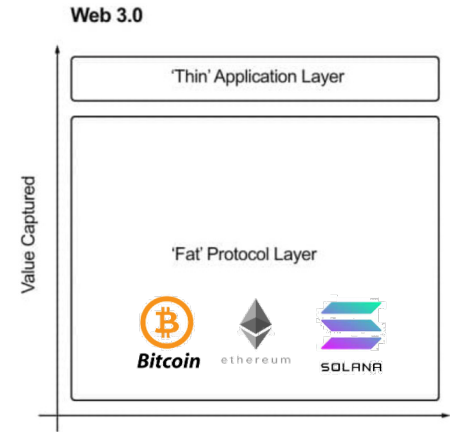 Web 3.0
'Thin' Application Layer
Value Captured
'Fat' Protocol Layer
Bitcoin
ethereum
SOLANA